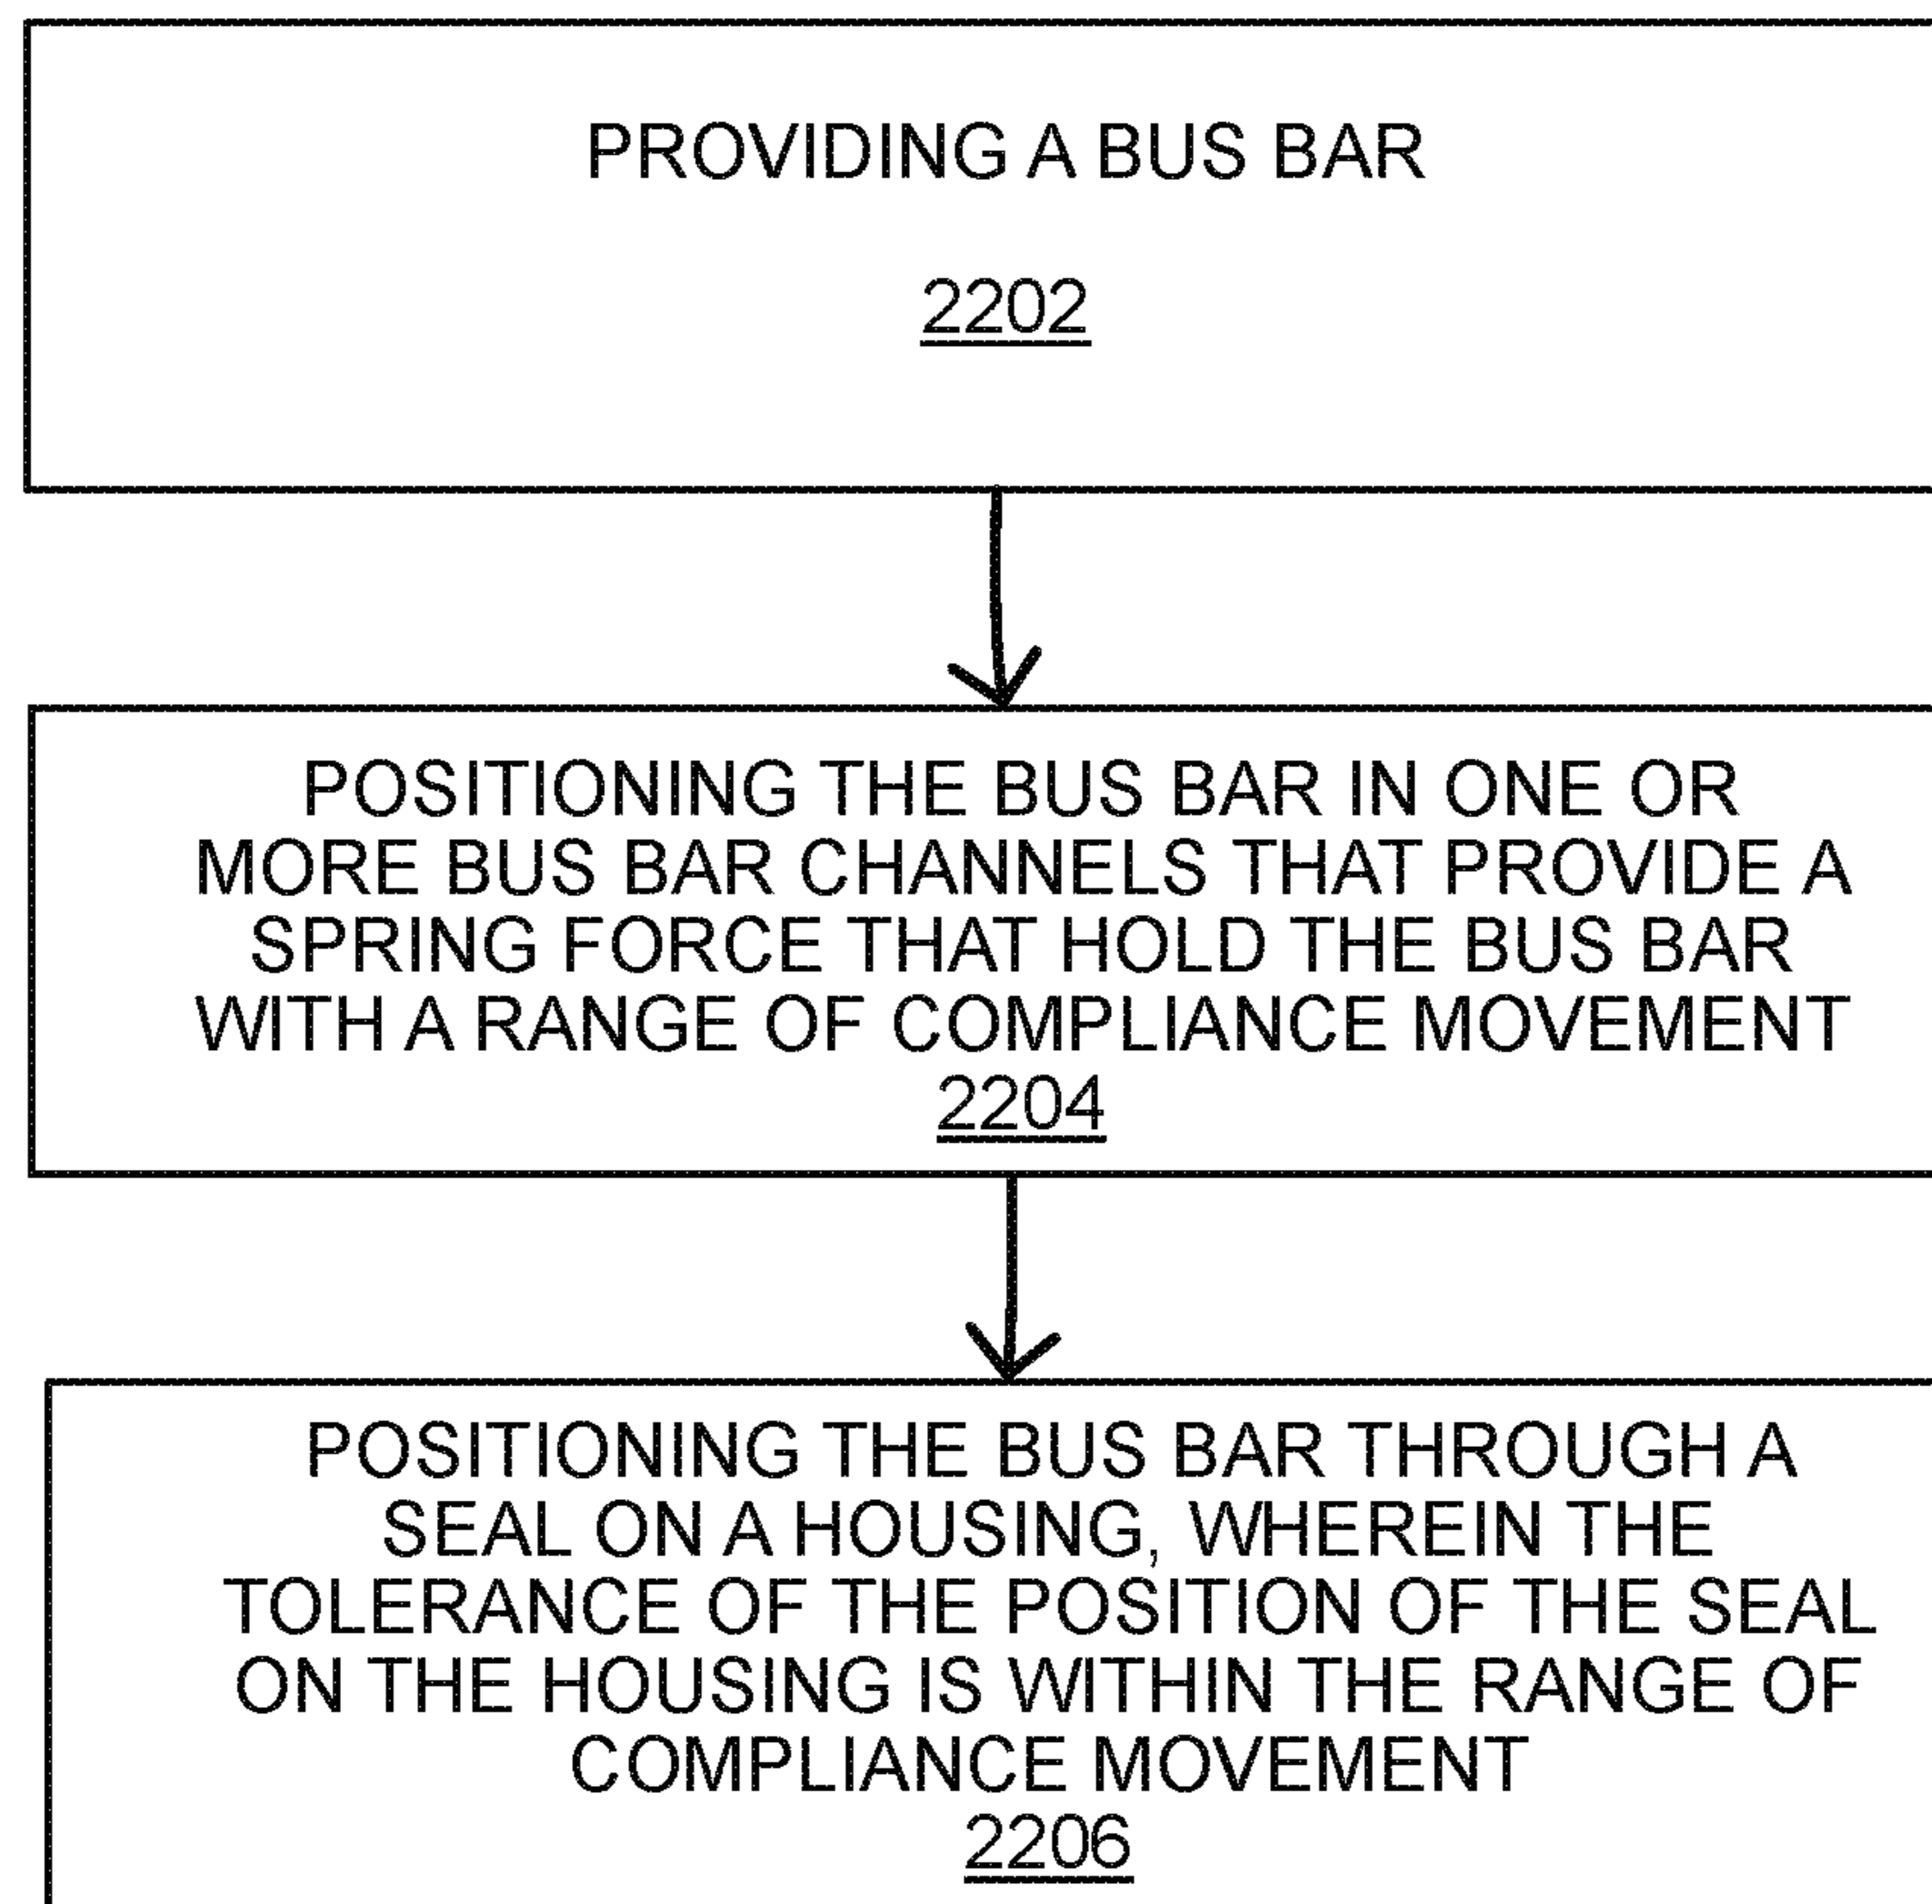 PROVIDING A BUS BAR
2202
POSITIONING THE BUS BAR IN ONE OR
MORE BUS BAR CHANNELS THAT PROVIDE A
SPRING FORCE THAT HOLD THE BUS BAR
WITH A RANGE OF COMPLIANCE MOVEMENT
2204
POSITIONING THE BUS BAR THROUGH A
SEAL ON A HOUSING, WHEREIN THE
TOLERANCE OF THE POSITION OF THE SEAL
ON THE HOUSING IS WITHIN THE RANGE OF
COMPLIANCE MOVEMENT
2206